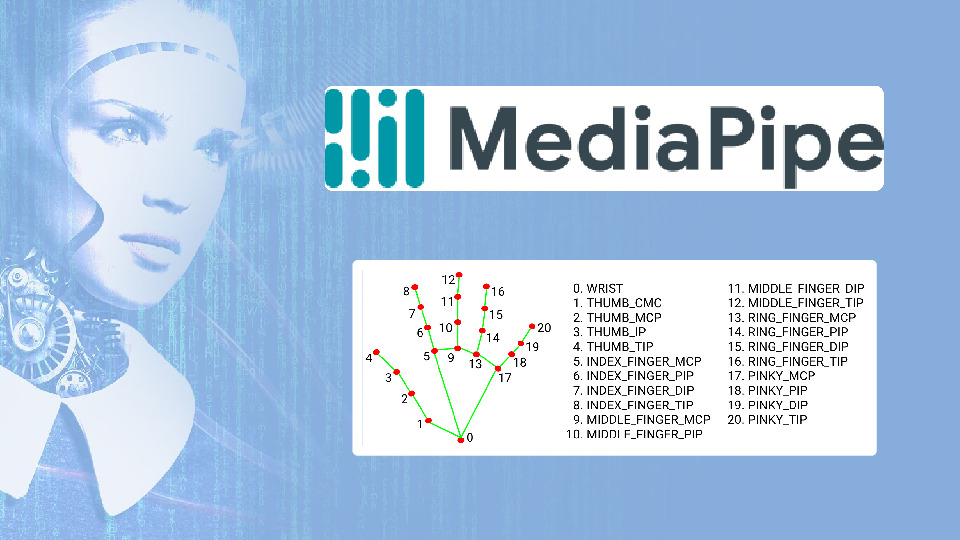 MediaPipe
12
8
16
11
7
15
10
20
6
14
19
4
5
9
13
18
3
17
2
1
0
0. WRIST
1. THUMB_CMC
2. THUMB_MCP
3. THUMB_IP
4. THUMB_TIP
5. INDEX_FINGER_MCP
6. INDEX_FINGER_PIP
7. INDEX_FINGER_DIP
8. INDEX_FINGER_TIP
9. MIDDLE_FINGER_MCP
10. MIDDLE_FINGER_PIP
11. MIDDLE_FINGER_DIP
12. MIDDLE_FINGER_TIP
13. RING_FINGER_MCP
14. RING_FINGER_PIP
15. RING_FINGER_DIP
16. RING_FINGER_TIP
17. PINKY_MCP
18. PINKY_PIP
19. PINKY_DIP
20. PINKY_TIP